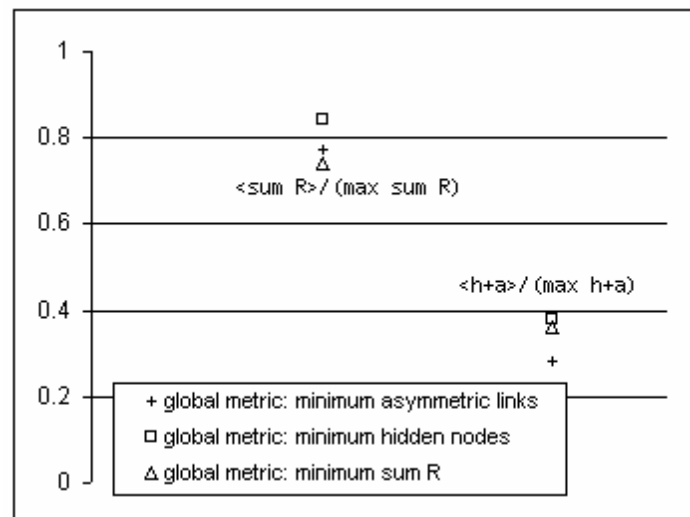 1
0.8
<sum R>/(max sum R)
0.6
<h+a>/(max h+a)
0.4
0.2
+ global metric: minimum asymmetric links
□ global metric: minimum hidden nodes
△ global metric: minimum sum R
0